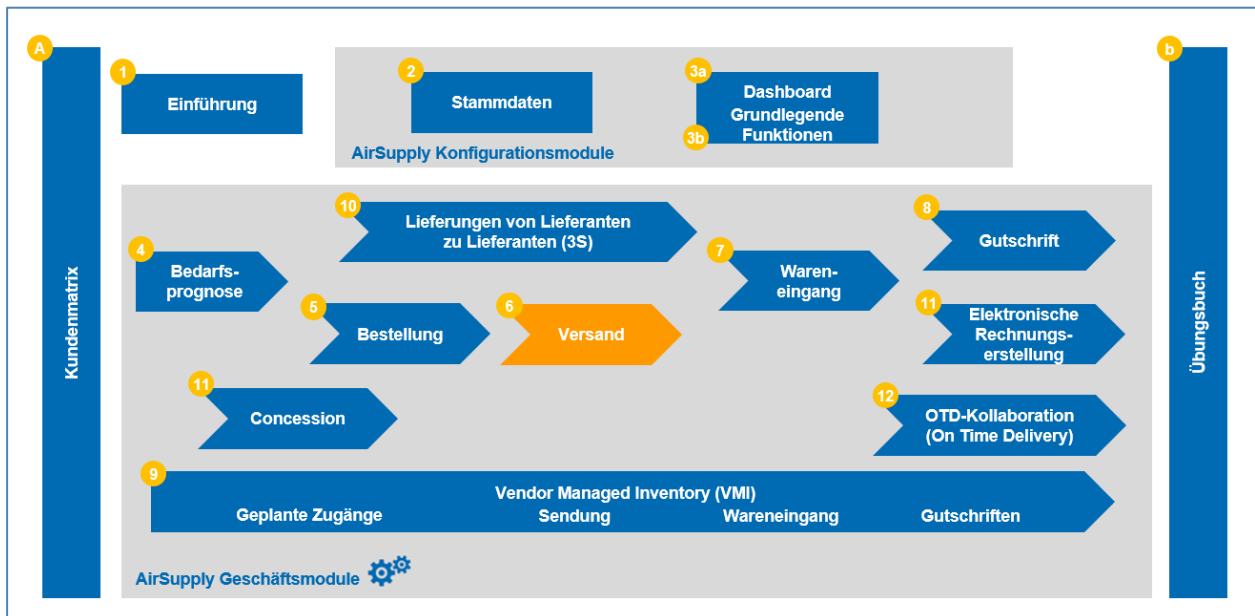 A
Kundenmatrix
1
Einführung
2
Stammdaten
3a
Dashboard
Grundlegende
Funktionen
3b
AirSupply Konfigurationsmodule
b
Übungsbuch
10
Lieferungen von Lieferanten
zu Lieferanten (3S)
8
Gutschrift
4
Bedarfs-
prognose
7
Waren-
eingang
5
Bestellung
6
Versand
11
Elektronische
Rechnungs-
erstellung
11
Concession
12
OTD-Kollaboration
(On Time Delivery)
9
Vendor Managed Inventory (VMI)
Geplante Zugänge Sendung Wareneingang Gutschriften
AirSupply Geschäftsmodule